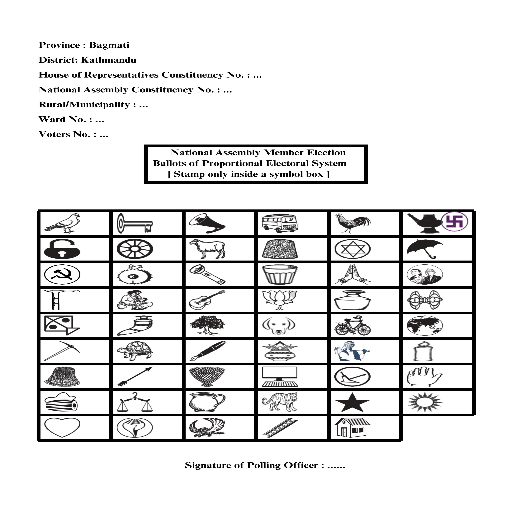 Province : Bagmati
District: Kathmandu
House of Representatives Constituency No. : ...
National Assembly Constituency No. : ...
Rural/Municipality : ...
Ward No. : ...
Voters No. : ...
National Assembly Member Election
Ballots of Proportional Electoral System
[ Stamp only inside a symbol box ]
Signature of Polling Officer : ......